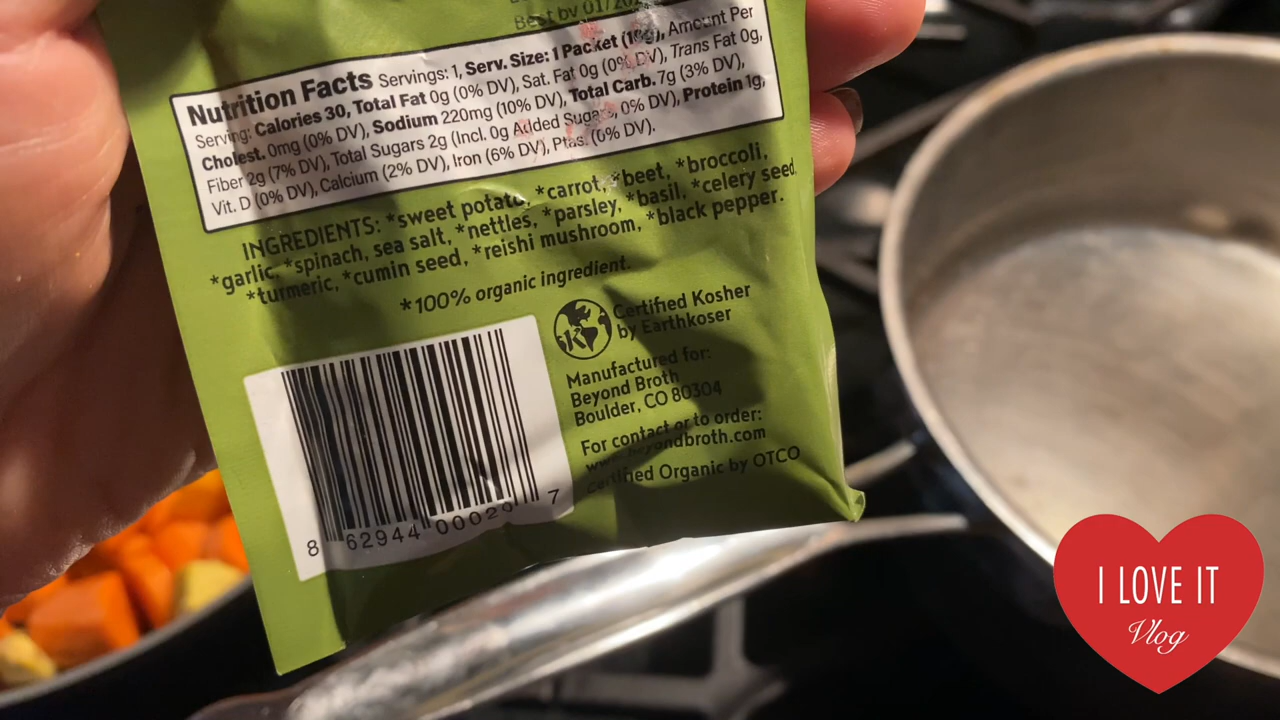 Best by 01/20
Nutrition Facts Servings: 1, Serv. Size: 1 Packet (10g), Amount Per
Serving: Calories 30, Total Fat 0g (0% DV), Sat. Fat 0g (0% DV), Trans Fat 0g,
Cholest. 0mg (0% DV), Sodium 220mg (10% DV), Total Carb. 7g (3% DV),
Fiber 2g (7% DV), Total Sugars 2g (Incl. 0g Added Sugars, 0% DV), Protein 1g,
Vit. D (0% DV), Calcium (2% DV), Iron (6% DV), Ptas. (0% DV).
INGREDIENTS: *sweet potato, *carrot, *beet, *broccoli,
*garlic, *spinach, sea salt, *nettles, *parsley, *basil, *celery seed,
*turmeric, *cumin seed, *reishi mushroom, *black pepper.
*100% organic ingredient.
Certified Kosher
by Earthkoser
Manufactured for:
Beyond Broth
Boulder, CO 80304
For contact or to order:
www.beyondbroth.com
Certified Organic by OTCO
8 62944 00029 7
I LOVE IT
Vlog